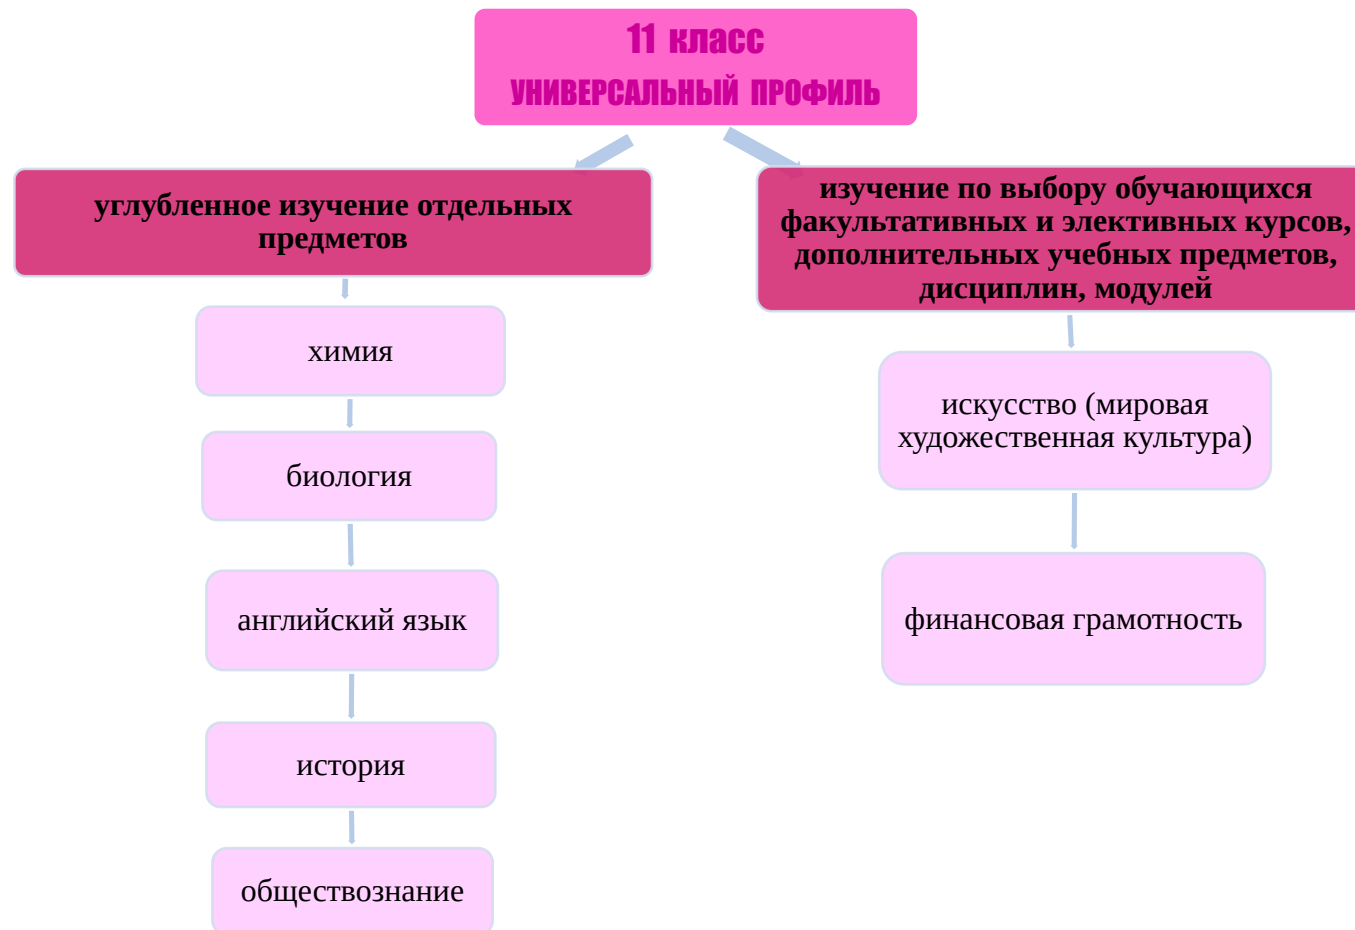 11 класс
УНИВЕРСАЛЬНЫЙ ПРОФИЛЬ
углубленное изучение отдельных
предметов
химия
биология
английский язык
история
обществознание
изучение по выбору обучающихся
факультативных и элективных курсов,
дополнительных учебных предметов,
дисциплин, модулей
искусство (мировая
художественная культура)
финансовая грамотность